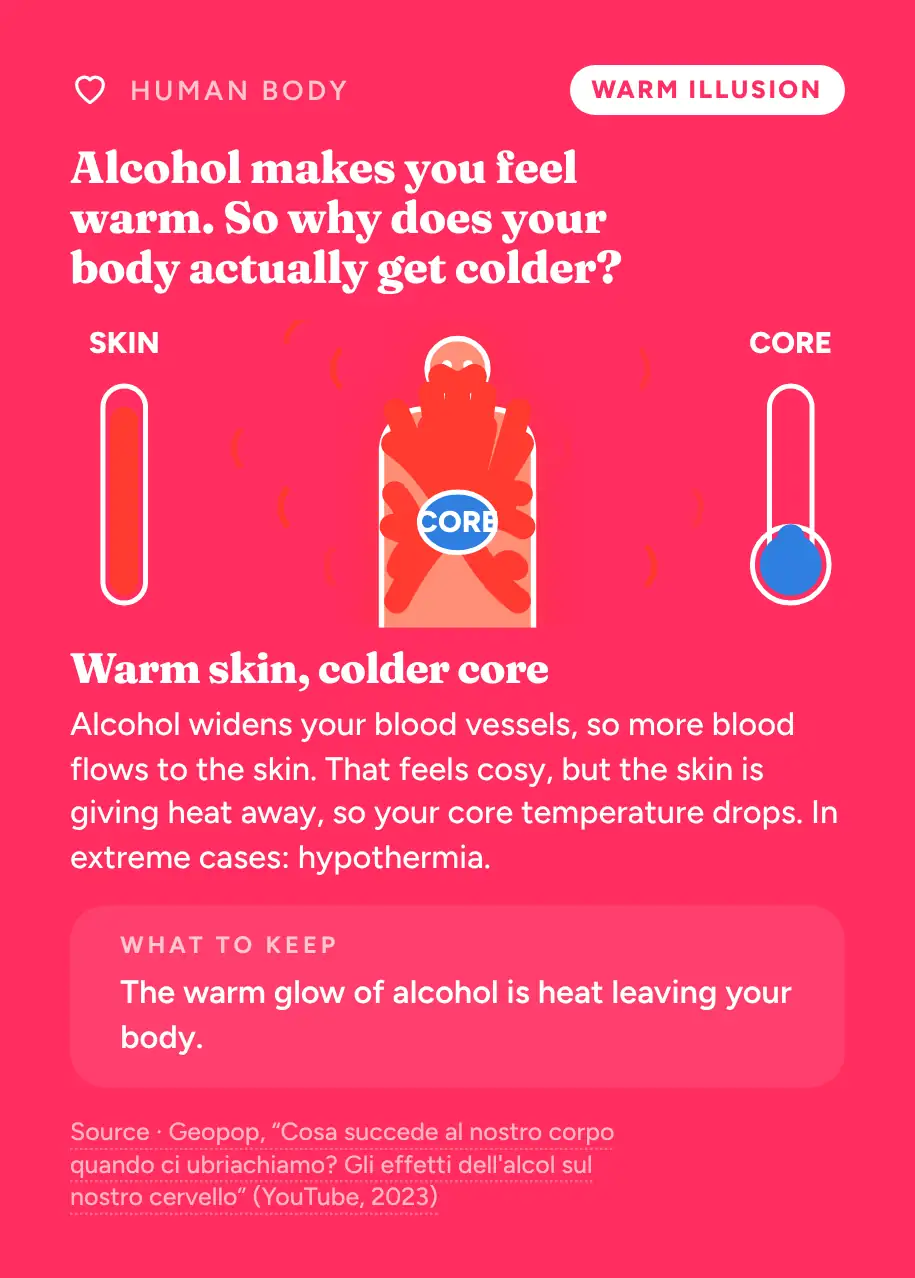 HUMAN BODY
WARM ILLUSION
Alcohol makes you feel
warm. So why does your
body actually get colder?
SKIN
CORE
CORE
Warm skin, colder core
Alcohol widens your blood vessels, so more blood
flows to the skin. That feels cosy, but the skin is
giving heat away, so your core temperature drops. In
extreme cases: hypothermia.
WHAT TO KEEP
The warm glow of alcohol is heat leaving your
body.
Source · Geopop, “Cosa succede al nostro corpo
quando ci ubriachiamo? Gli effetti dell'alcol sul
nostro cervello” (YouTube, 2023)